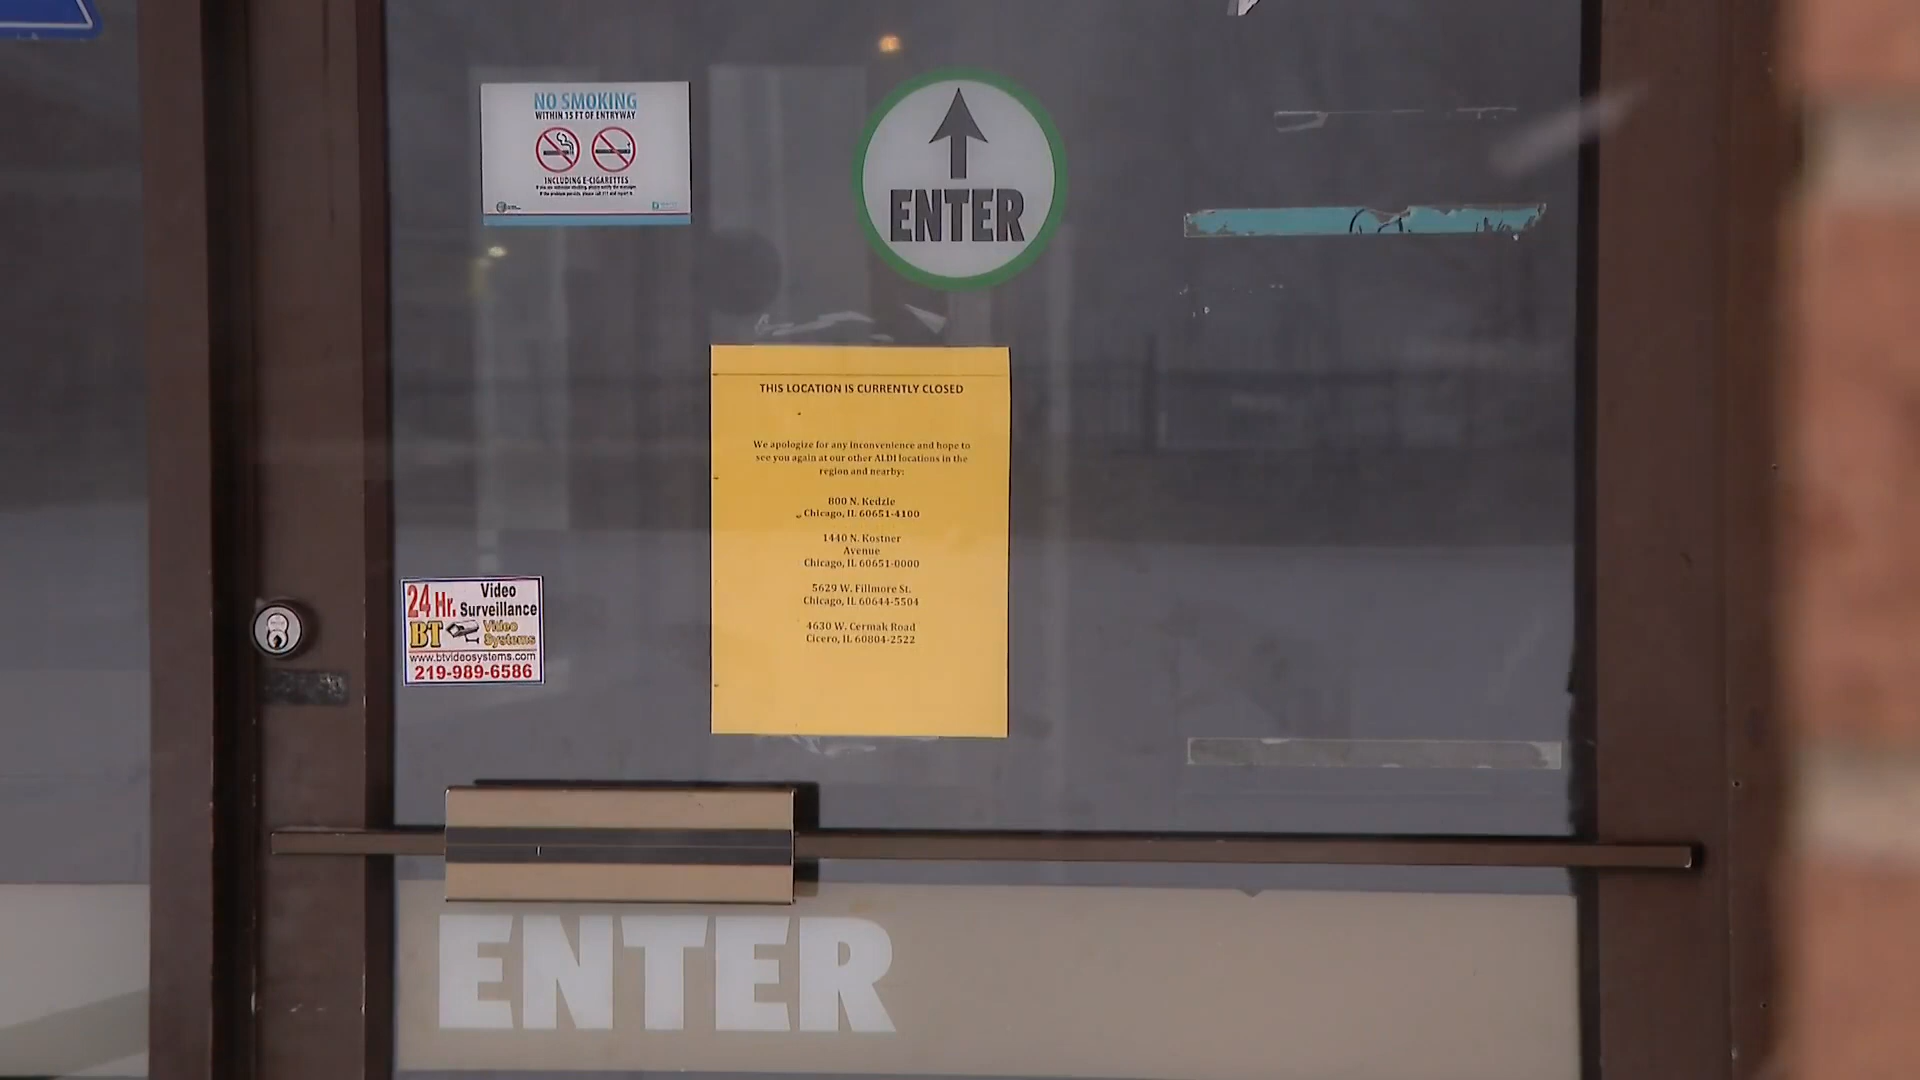 NO SMOKING
WITHIN 15 FT OF ENTRYWAY
INCLUDING E-CIGARETTES
ENTER
THIS LOCATION IS CURRENTLY CLOSED
We apologize for any inconvenience and hope to
see you again at our other ALDI locations in the
region and nearby:
800 N. Kedzie
Chicago, IL 60651-4100
1440 N. Kostner
Avenue
Chicago, IL 60651-0000
5629 W. Fillmore St.
Chicago, IL 60644-5504
4630 W. Cermak Road
Cicero, IL 60804-2522
24 Hr. Video
Surveillance
BT Video
Systems
www.btvideosystems.com
219-989-6586
ENTER